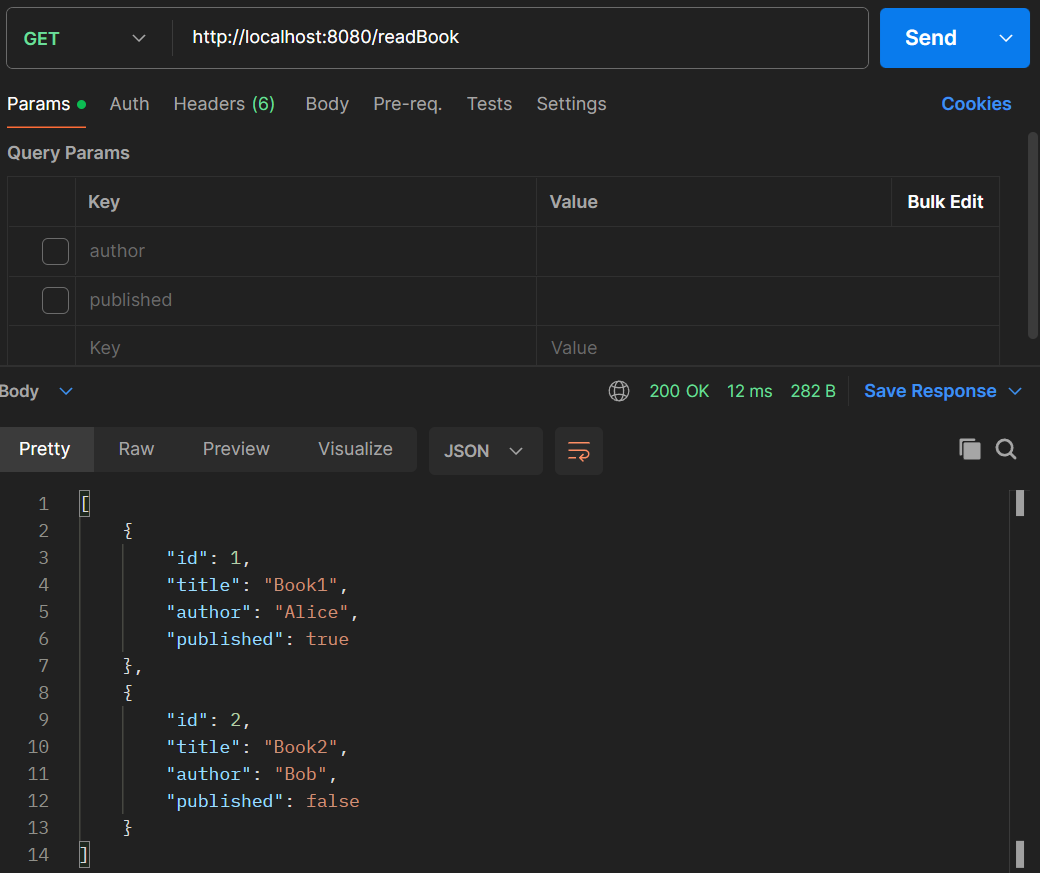 GET http://localhost:8080/readBook Send
Params Auth Headers (6) Body Pre-req. Tests Settings Cookies
Query Params
Key Value Bulk Edit
author
published
Key Value
Body 200 OK 12 ms 282 B Save Response
Pretty Raw Preview Visualize JSON
1 [
2 {
3 "id": 1,
4 "title": "Book1",
5 "author": "Alice",
6 "published": true
7 },
8 {
9 "id": 2,
10 "title": "Book2",
11 "author": "Bob",
12 "published": false
13 }
14 ]